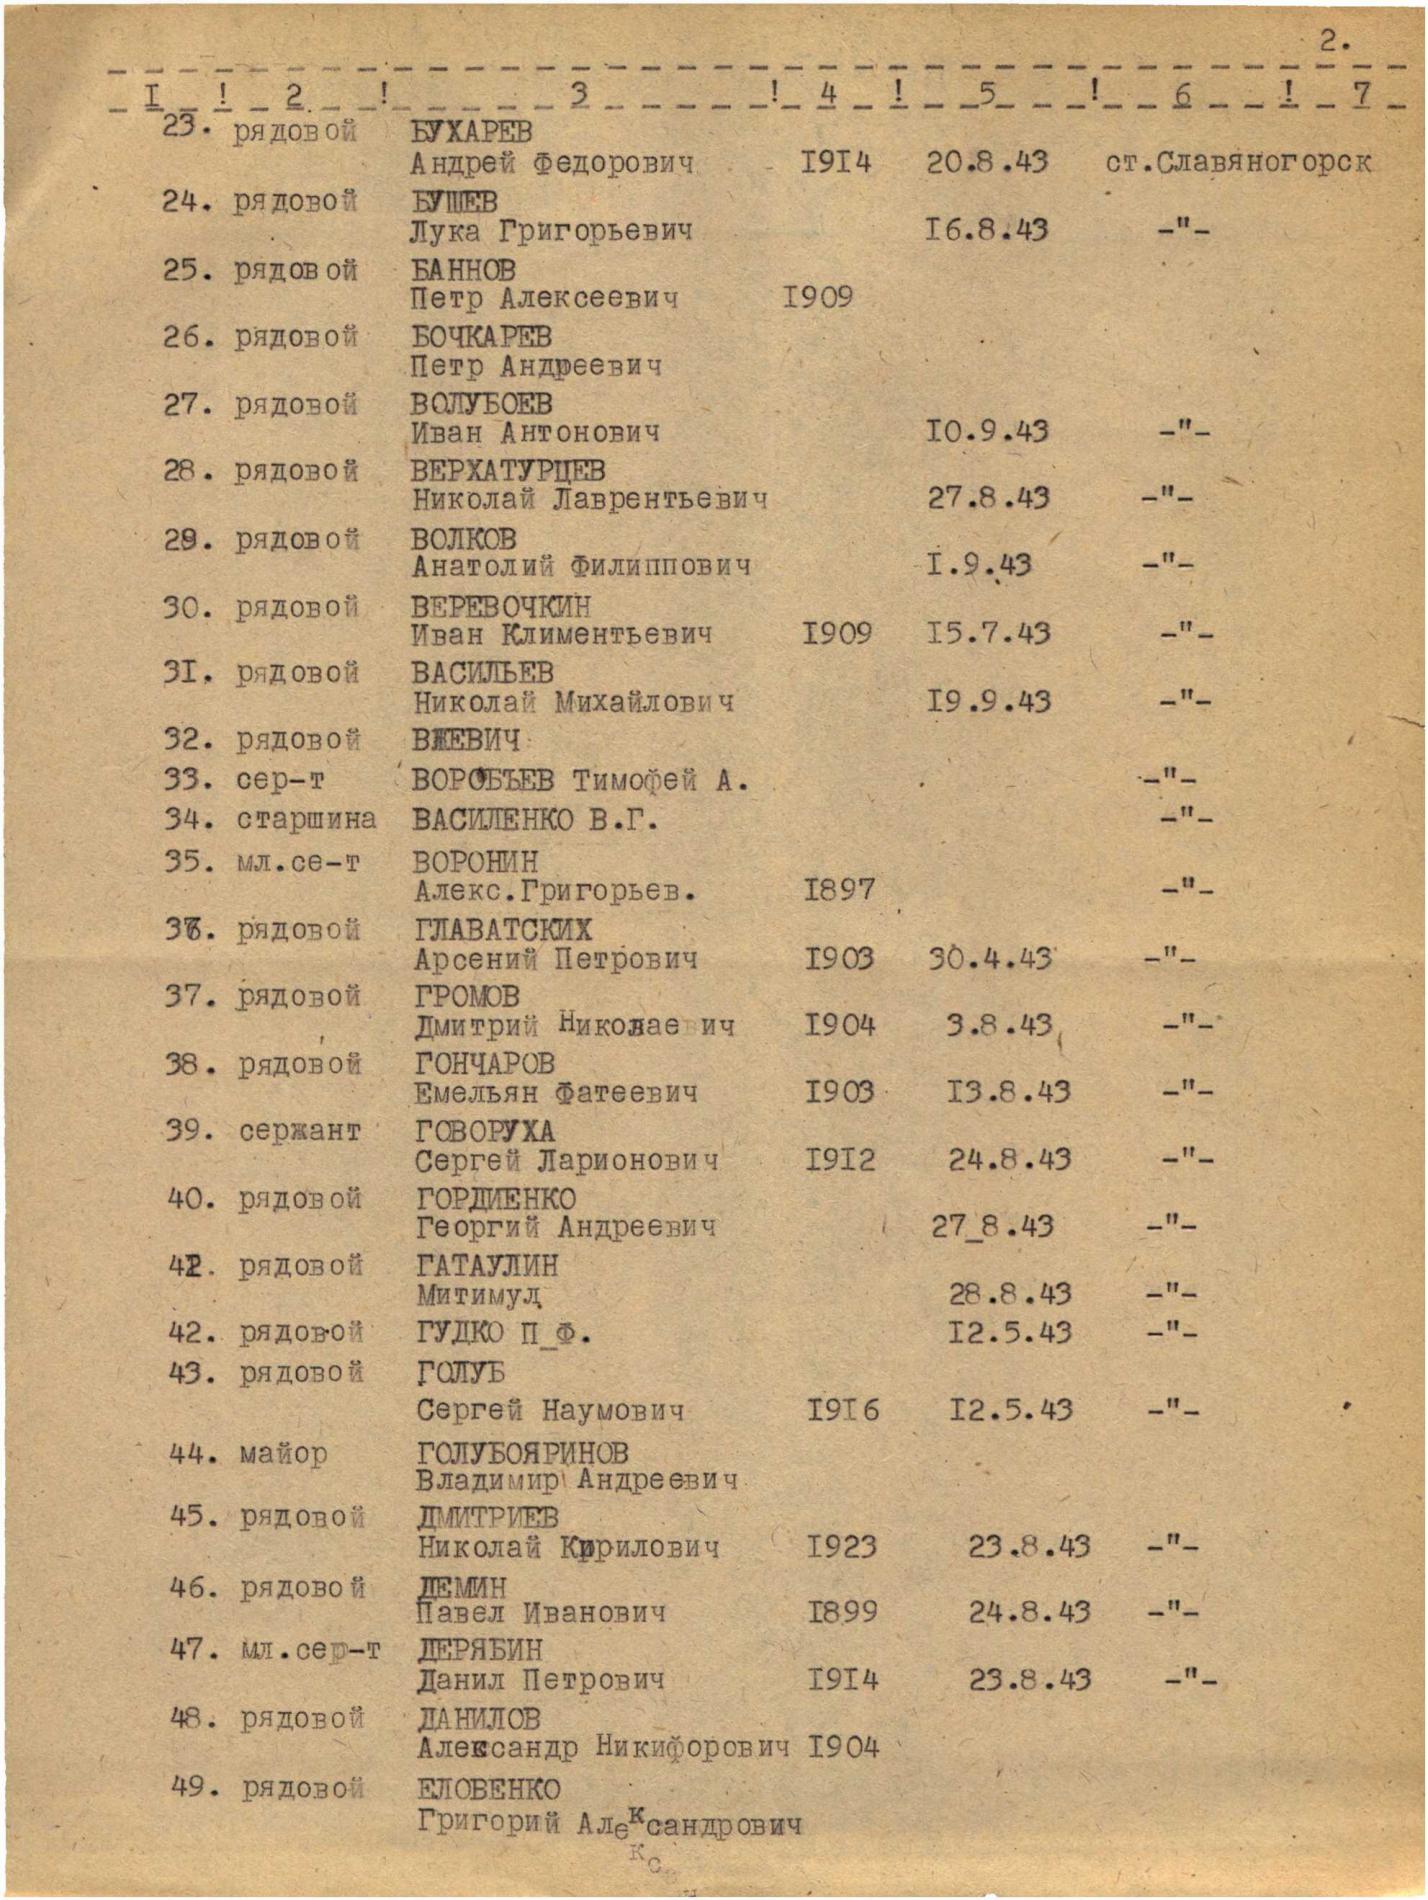 2.
I ! 2 ! 3 ! 4 ! 5 ! 6 ! 7
23. рядовой БУХАРЕВ
Андрей Федорович I9I4 20.8.43 ст.Славяногорск
24. рядовой БУШЕВ
Лука Григорьевич I6.8.43 -"-
25. рядовой БАННОВ
Петр Алексеевич I909
26. рядовой БОЧКАРЕВ
Петр Андреевич
27. рядовой ВОЛУБОЕВ
Иван Антонович I0.9.43 -"-
28. рядовой ВЕРХАТУРЦЕВ
Николай Лаврентьевич 27.8.43 -"-
29. рядовой ВОЛКОВ
Анатолий Филиппович I.9.43 -"-
30. рядовой ВЕРЕВОЧКИН
Иван Климентьевич I909 I5.7.43 -"-
3I. рядовой ВАСИЛЬЕВ
Николай Михайлович I9.9.43 -"-
32. рядовой ВЖЕВИЧ
33. сер-т ВОРОБЪЕВ Тимофей А. -"-
34. старшина ВАСИЛЕНКО В.Г. -"-
35. мл.се-т ВОРОНИН
Алекс.Григорьев. I897 -"-
36. рядовой ГЛАВАТСКИХ
Арсений Петрович I903 30.4.43 -"-
37. рядовой ГРОМОВ
Дмитрий Николаевич I904 3.8.43 -"-
38. рядовой ГОНЧАРОВ
Емельян Фатеевич I903 I3.8.43 -"-
39. сержант ГОВОРУХА
Сергей Ларионович I9I2 24.8.43 -"-
40. рядовой ГОРДИЕНКО
Георгий Андреевич 27_8.43 -"-
4I. рядовой ГАТАУЛИН
Митимул 28.8.43 -"-
42. рядовой ГУДКО П_Ф. I2.5.43 -"-
43. рядовой ГОЛУБ
Сергей Наумович I9I6 I2.5.43 -"-
44. майор ГОЛУБОЯРИНОВ
Владимир Андреевич
45. рядовой ДМИТРИЕВ
Николай Кирилович I923 23.8.43 -"-
46. рядовой ДЕМИН
Павел Иванович I899 24.8.43 -"-
47. мл.сер-т ДЕРЯБИН
Данил Петрович I9I4 23.8.43 -"-
48. рядовой ДАНИЛОВ
Александр Никифорович I904
49. рядовой ЕЛОВЕНКО
Григорий Александрович
к с